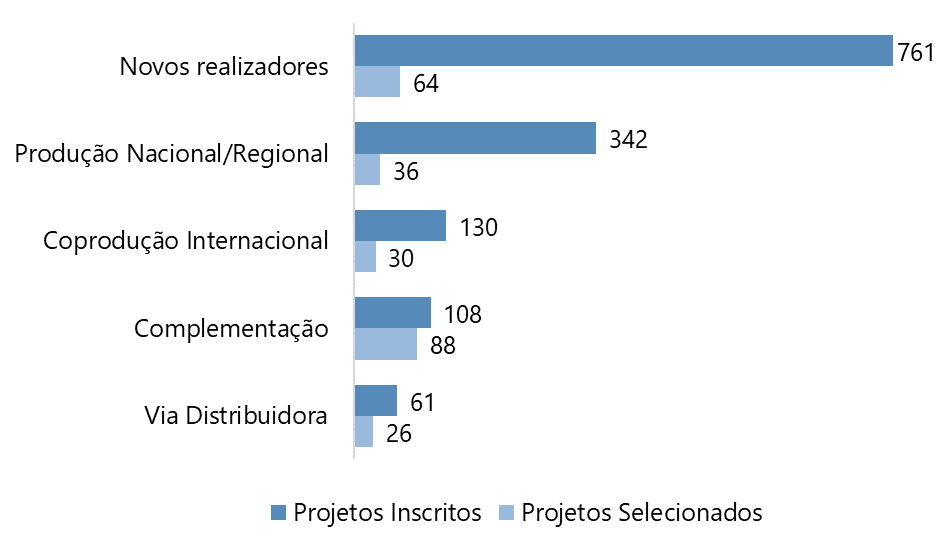 Novos realizadores
761
64
Produção Nacional/Regional
342
36
Coprodução Internacional
130
30
Complementação
108
88
Via Distribuidora
61
26
Projetos Inscritos
Projetos Selecionados